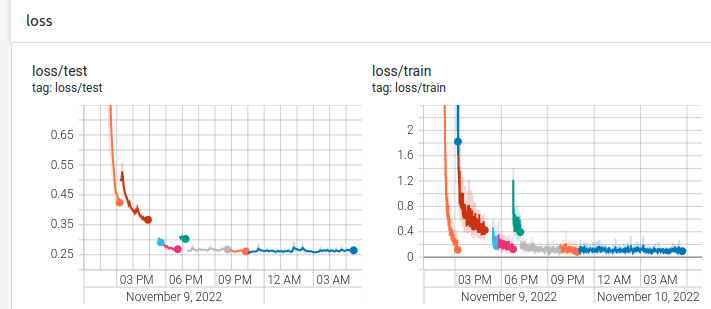 loss
loss/test
tag: loss/test
0.65
0.55
0.45
0.35
0.25
03 PM 06 PM 09 PM 12 AM 03 AM
November 9, 2022
loss/train
tag: loss/train
2
1.6
1.2
0.8
0.4
0
03 PM 06 PM 09 PM 12 AM 03 AM
November 9, 2022 November 10, 2022